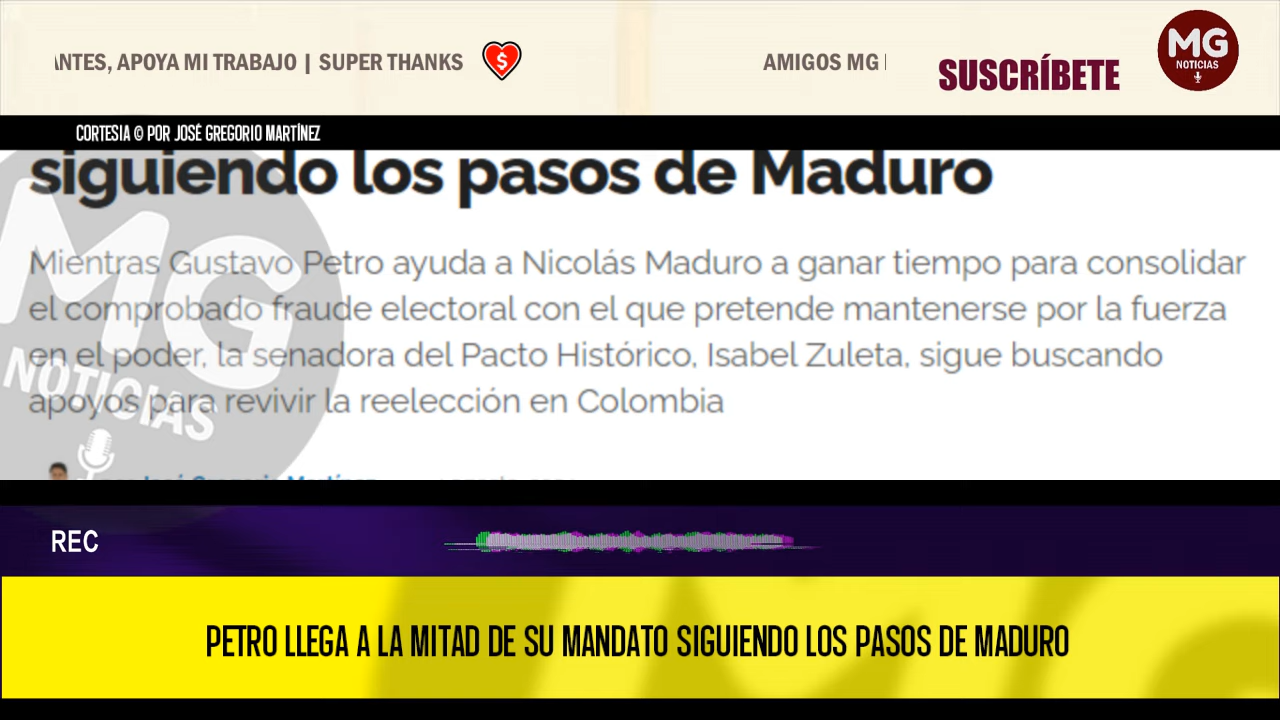 NTES, APOYA MI TRABAJO | SUPER THANKS
AMIGOS MG
SUSCRÍBETE
MG
NOTICIAS
CORTESIA © POR JOSÉ GREGORIO MARTÍNEZ
siguiendo los pasos de Maduro
Mientras Gustavo Petro ayuda a Nicolás Maduro a ganar tiempo para consolidar
el comprobado fraude electoral con el que pretende mantenerse por la fuerza
en el poder, la senadora del Pacto Histórico, Isabel Zuleta, sigue buscando
apoyos para revivir la reelección en Colombia
MG
NOTICIAS
José Gregorio Martínez
REC
PETRO LLEGA A LA MITAD DE SU MANDATO SIGUIENDO LOS PASOS DE MADURO